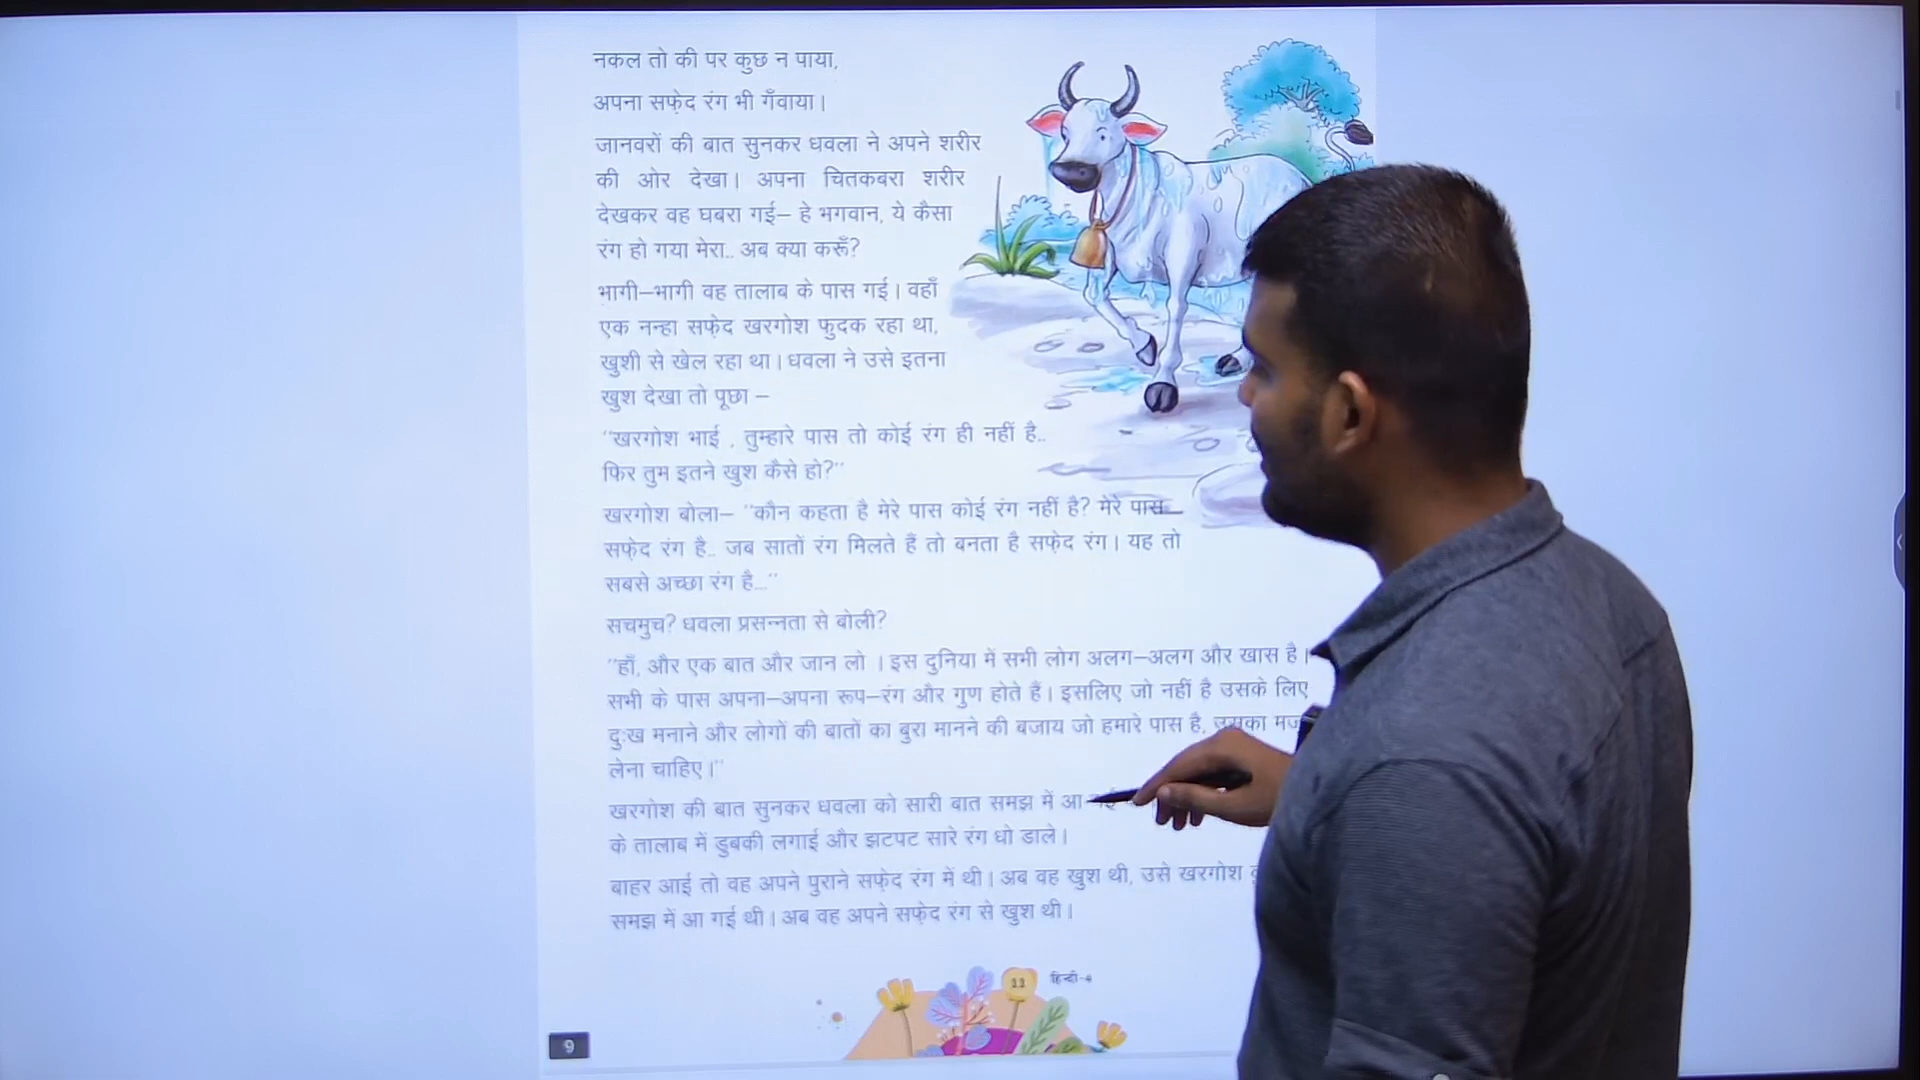 नकल तो की पर कुछ न पाया,
अपना सफ़ेद रंग भी गँवाया।
जानवरों की बात सुनकर धवला ने अपने शरीर
की ओर देखा। अपना चितकबरा शरीर
देखकर वह घबरा गई– हे भगवान, ये कैसा
रंग हो गया मेरा.. अब क्या करूँ?
भागी–भागी वह तालाब के पास गई। वहाँ
एक नन्हा सफ़ेद खरगोश फुदक रहा था,
खुशी से खेल रहा था। धवला ने उसे इतना
खुश देखा तो पूछा –
“खरगोश भाई , तुम्हारे पास तो कोई रंग ही नहीं है..
फिर तुम इतने खुश कैसे हो?”
खरगोश बोला– “कौन कहता है मेरे पास कोई रंग नहीं है? मेरे पास
सफ़ेद रंग है.. जब सातों रंग मिलते हैं तो बनता है सफ़ेद रंग। यह तो
सबसे अच्छा रंग है...”
सचमुच? धवला प्रसन्नता से बोली?
“हाँ, और एक बात और जान लो । इस दुनिया में सभी लोग अलग–अलग और खास है।
सभी के पास अपना–अपना रूप–रंग और गुण होते हैं। इसलिए जो नहीं है उसके लिए
दुःख मनाने और लोगों की बातों का बुरा मानने की बजाय जो हमारे पास है, उसका
लेना चाहिए।”
खरगोश की बात सुनकर धवला को सारी बात समझ में आ गई
के तालाब में डुबकी लगाई और झटपट सारे रंग धो डाले।
बाहर आई तो वह अपने पुराने सफ़ेद रंग में थी। अब वह खुश थी, उसे खरगोश
समझ में आ गई थी। अब वह अपने सफ़ेद रंग से खुश थी।
11 हिन्दी-4
9